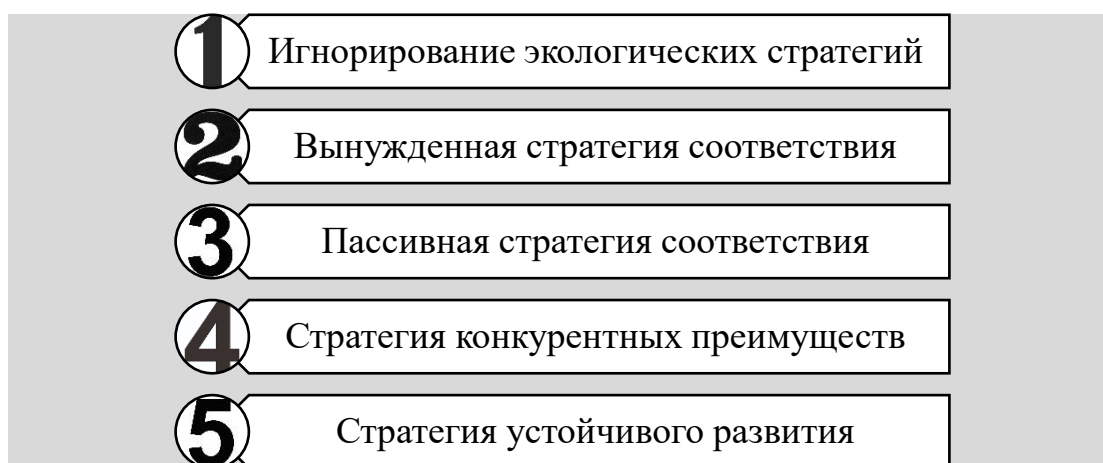 1 Игнорирование экологических стратегий
2 Вынужденная стратегия соответствия
3 Пассивная стратегия соответствия
4 Стратегия конкурентных преимуществ
5 Стратегия устойчивого развития